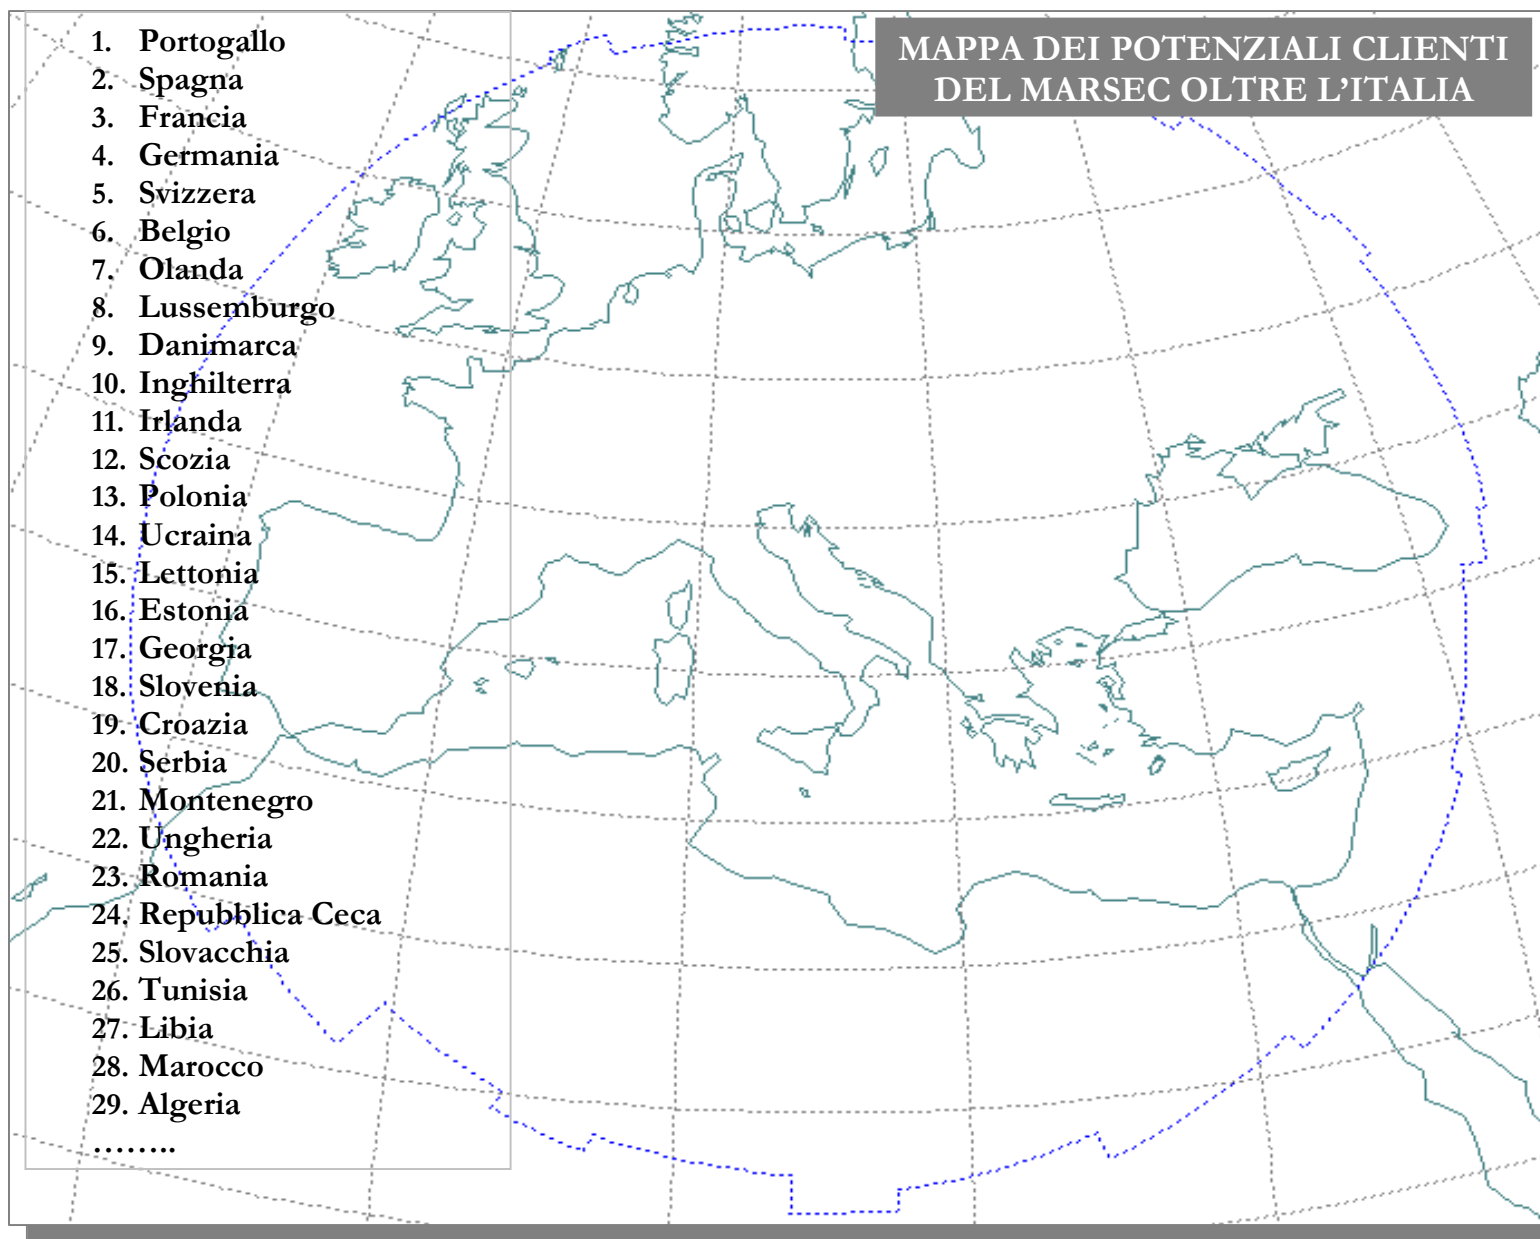 MAPPA DEI POTENZIALI CLIENTI
DEL MARSEC OLTRE L'ITALIA
1. Portogallo
2. Spagna
3. Francia
4. Germania
5. Svizzera
6. Belgio
7. Olanda
8. Lussemburgo
9. Danimarca
10. Inghilterra
11. Irlanda
12. Scozia
13. Polonia
14. Ucraina
15. Lettonia
16. Estonia
17. Georgia
18. Slovenia
19. Croazia
20. Serbia
21. Montenegro
22. Ungheria
23. Romania
24. Repubblica Ceca
25. Slovacchia
26. Tunisia
27. Libia
28. Marocco
29. Algeria
……..